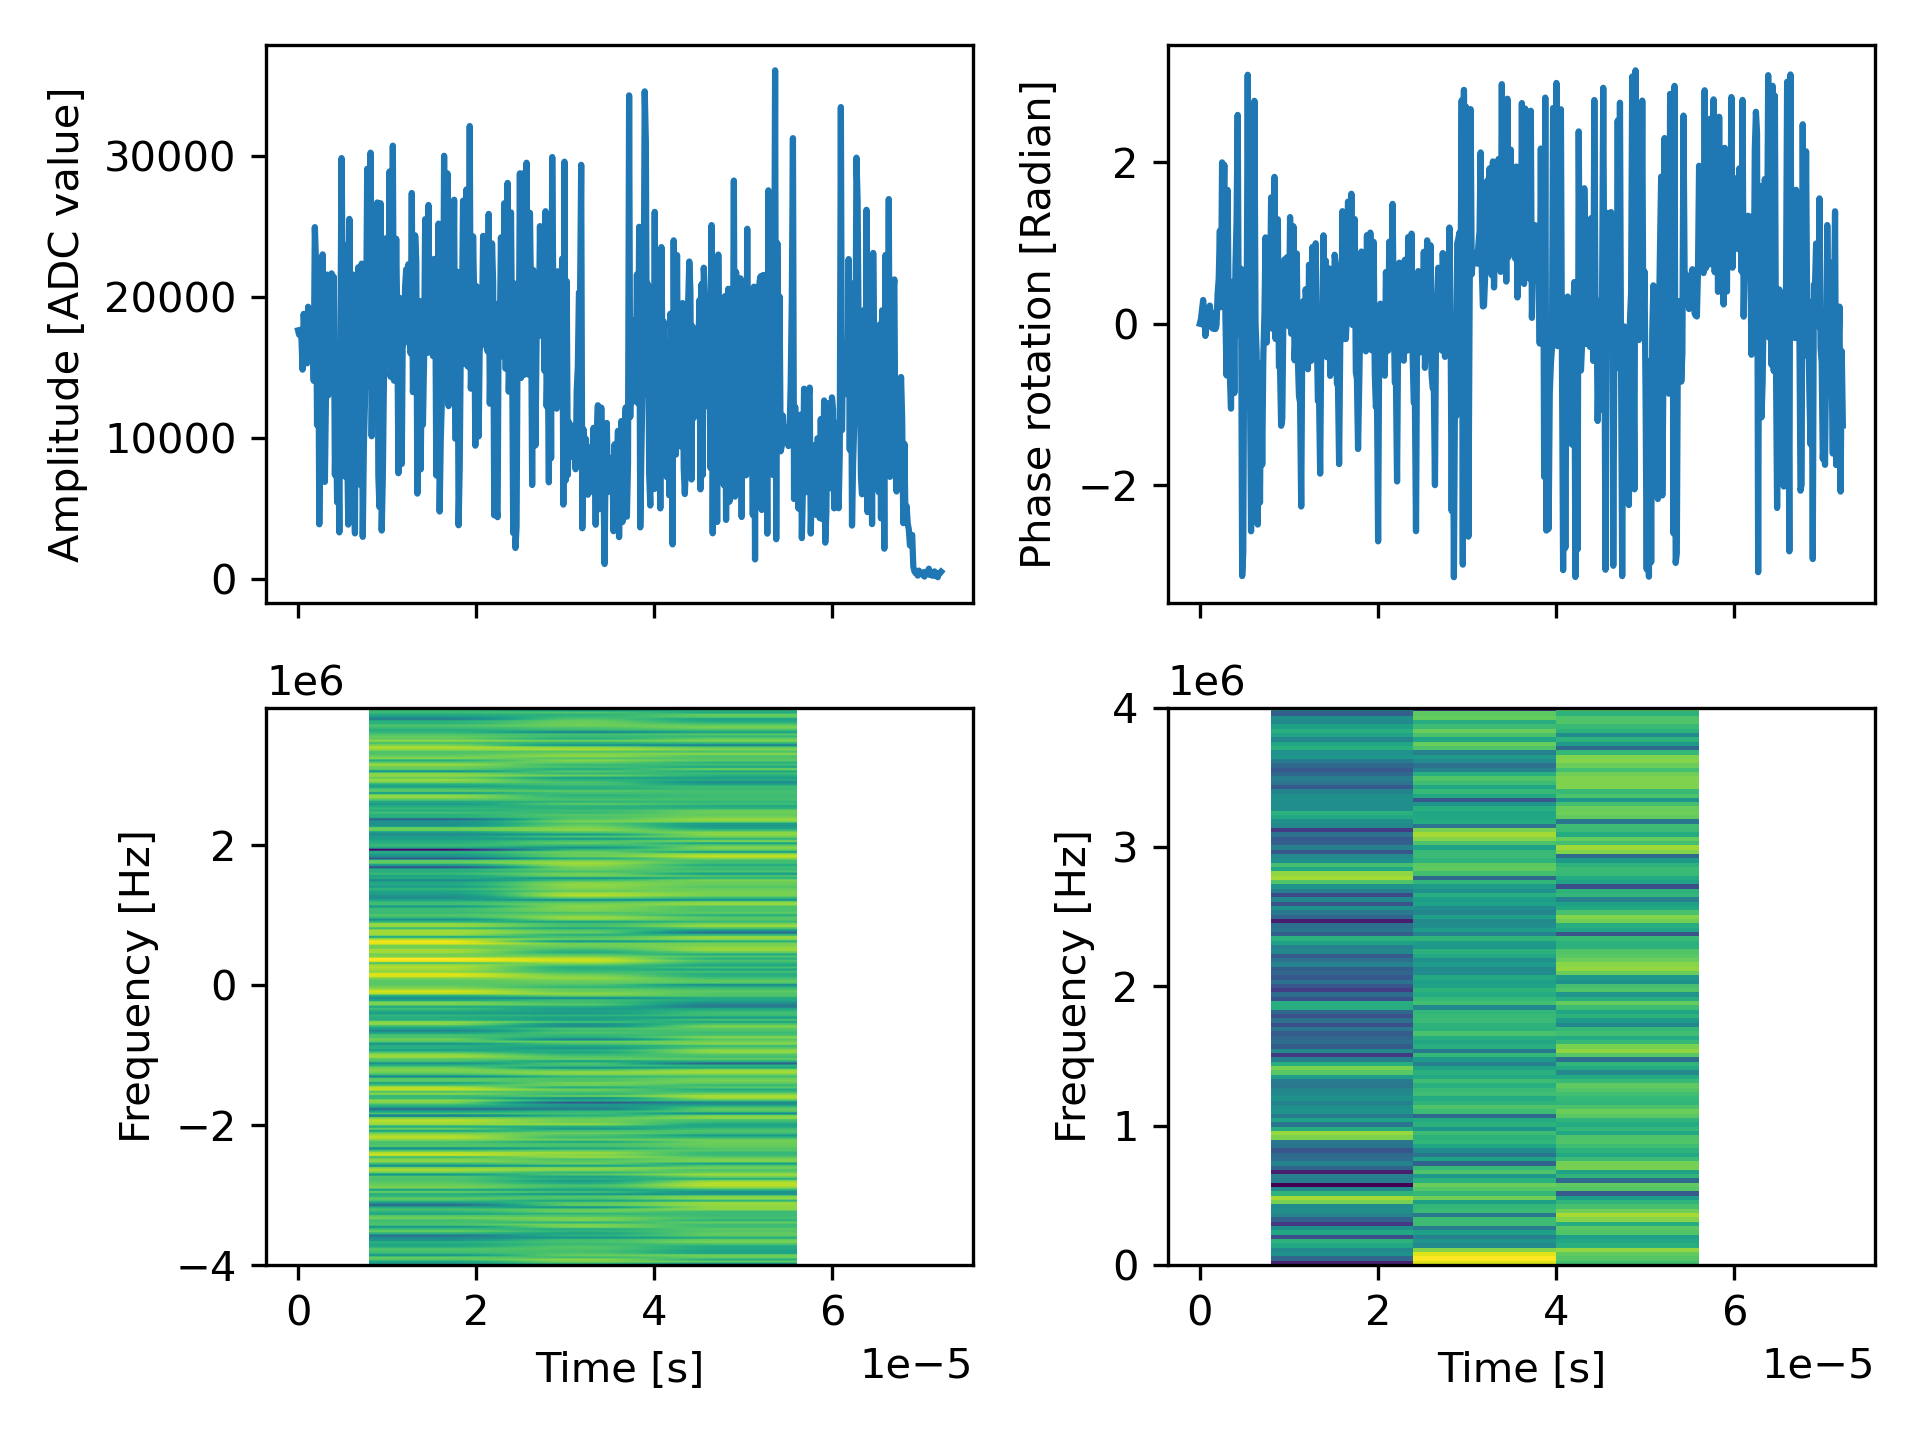 Amplitude [ADC value]
30000
20000
10000
0
Phase rotation [Radian]
2
0
−2
1e6
Frequency [Hz]
2
0
−2
−4
0 2 4 6
Time [s]
1e−5
1e6
Frequency [Hz]
4
3
2
1
0
0 2 4 6
Time [s]
1e−5